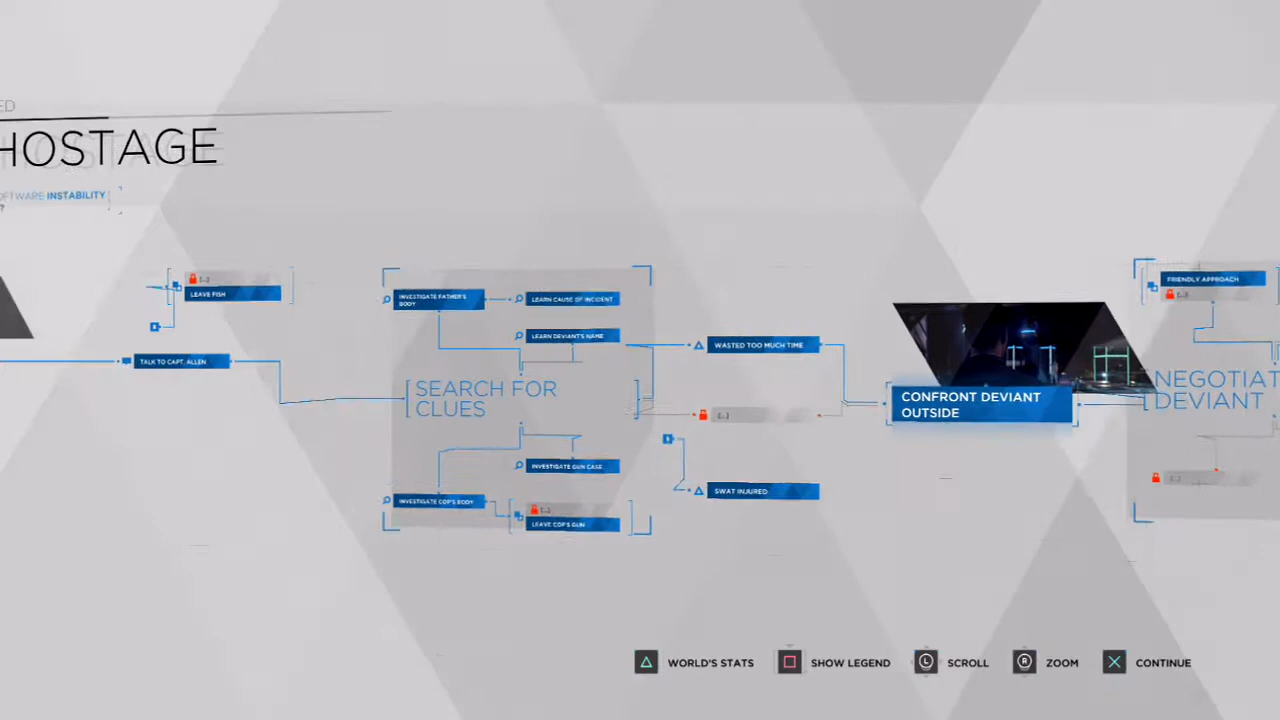 ED
HOSTAGE
OFTWARE INSTABILITY
?
[...]
LEAVE FISH
TALK TO CAPT. ALLEN
INVESTIGATE FATHER'S
BODY
LEARN CAUSE OF INCIDENT
LEARN DEVIANT'S NAME
SEARCH FOR
CLUES
INVESTIGATE GUN CASE
INVESTIGATE COP'S BODY
[...]
LEAVE COP'S GUN
WASTED TOO MUCH TIME
[...]
SWAT INJURED
CONFRONT DEVIANT
OUTSIDE
FRIENDLY APPROACH
[...]
NEGOTIAT
DEVIANT
[...]
WORLD'S STATS
SHOW LEGEND
L SCROLL
R ZOOM
CONTINUE